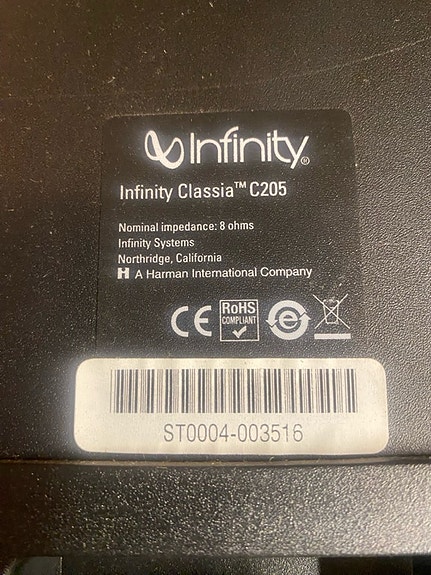 Infinity®
Infinity Classia™ C205
Nominal impedance: 8 ohms
Infinity Systems
Northridge, California
H A Harman International Company
CE RoHS COMPLIANT e
ST0004-003516